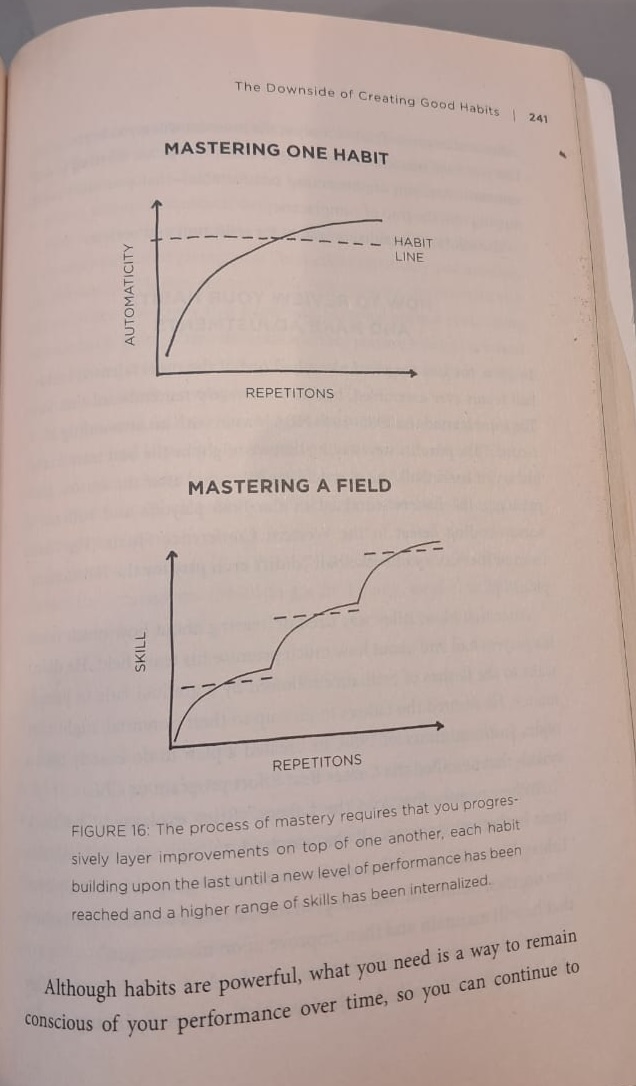 The Downside of Creating Good Habits | 241
MASTERING ONE HABIT
AUTOMATICITY
HABIT
LINE
REPETITONS
MASTERING A FIELD
SKILL
REPETITONS
FIGURE 16: The process of mastery requires that you progres-
sively layer improvements on top of one another, each habit
building upon the last until a new level of performance has been
reached and a higher range of skills has been internalized.
Although habits are powerful, what you need is a way to remain
conscious of your performance over time, so you can continue to